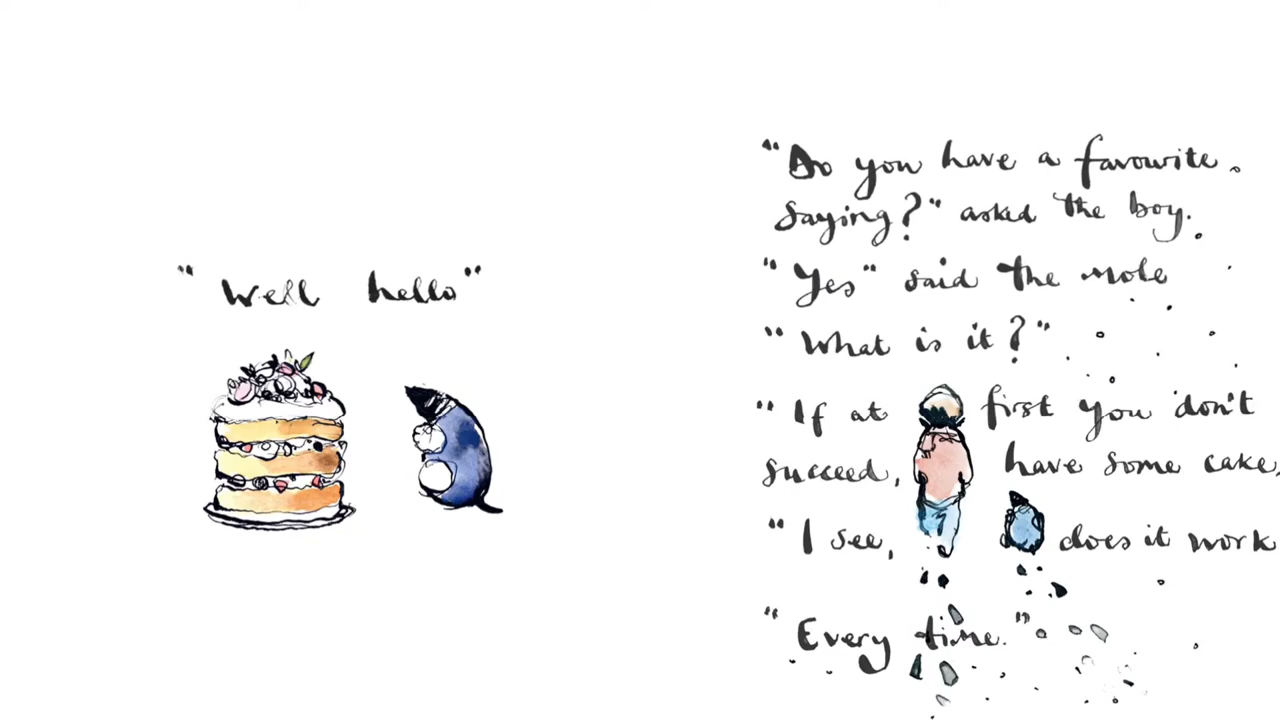 "Well hello"
"Do you have a favourite
saying?" asked the boy.
"Yes" said the mole
"What is it?"
"If at first you don't
succeed, have some cake,
"I see, does it work
"Every time."